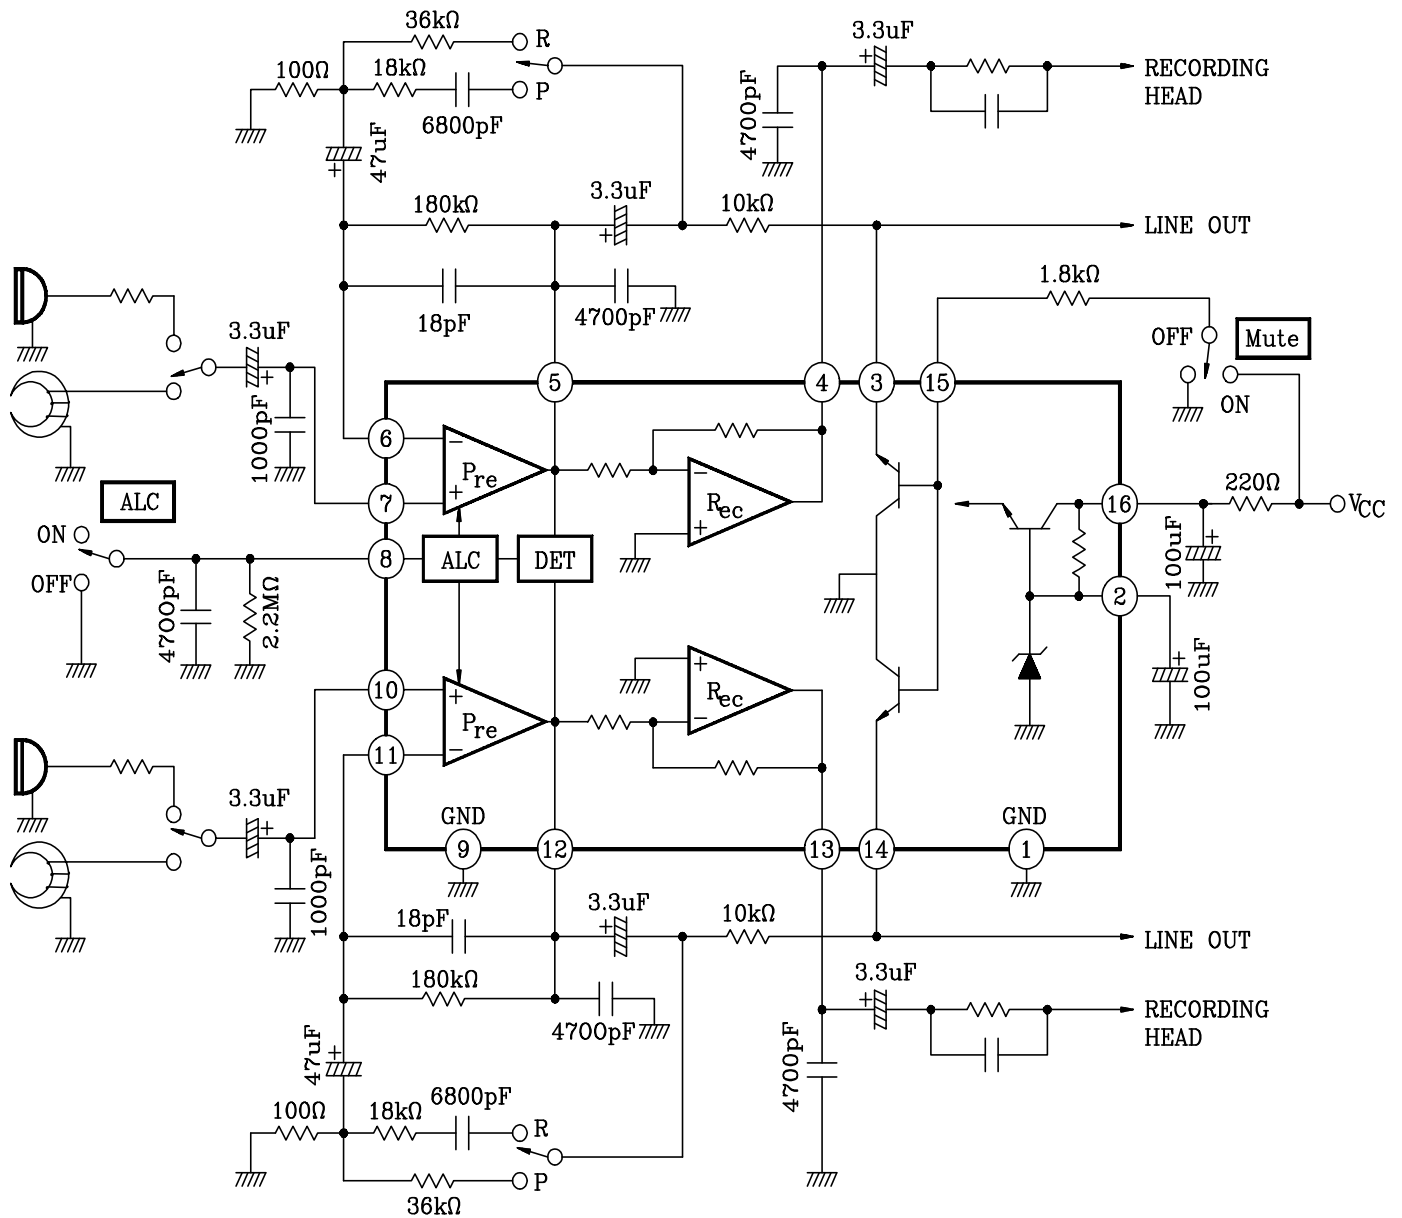 36kΩ
R
100Ω
18kΩ
P
6800pF
47uF
+
3.3uF
+
4700pF
RECORDING
HEAD
180kΩ
3.3uF
+
10kΩ
LINE OUT
18pF
4700pF
1.8kΩ
OFF
Mute
ON
3.3uF
+
1000pF
5
4
3
15
6
−
Pre
+
7
−
Rec
+
16
220Ω
VCC
100uF
+
ALC
ON
OFF
8
ALC
DET
2
4700pF
2.2MΩ
100uF
+
10
+
Pre
−
11
+
Rec
−
3.3uF
+
1000pF
GND
9
12
13
14
GND
1
18pF
3.3uF
+
10kΩ
LINE OUT
180kΩ
4700pF
3.3uF
+
RECORDING
HEAD
47uF
+
4700pF
100Ω
18kΩ
6800pF
R
P
36kΩ